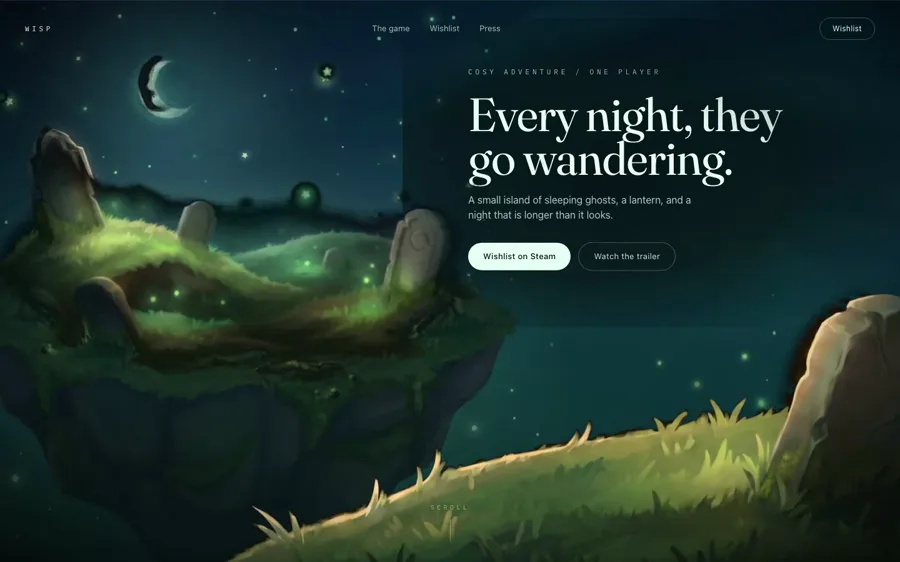 WISP
The game
Wishlist
Press
Wishlist
COSY ADVENTURE / ONE PLAYER
Every night, they
go wandering.
A small island of sleeping ghosts, a lantern, and a
night that is longer than it looks.
Wishlist on Steam
Watch the trailer
SCROLL